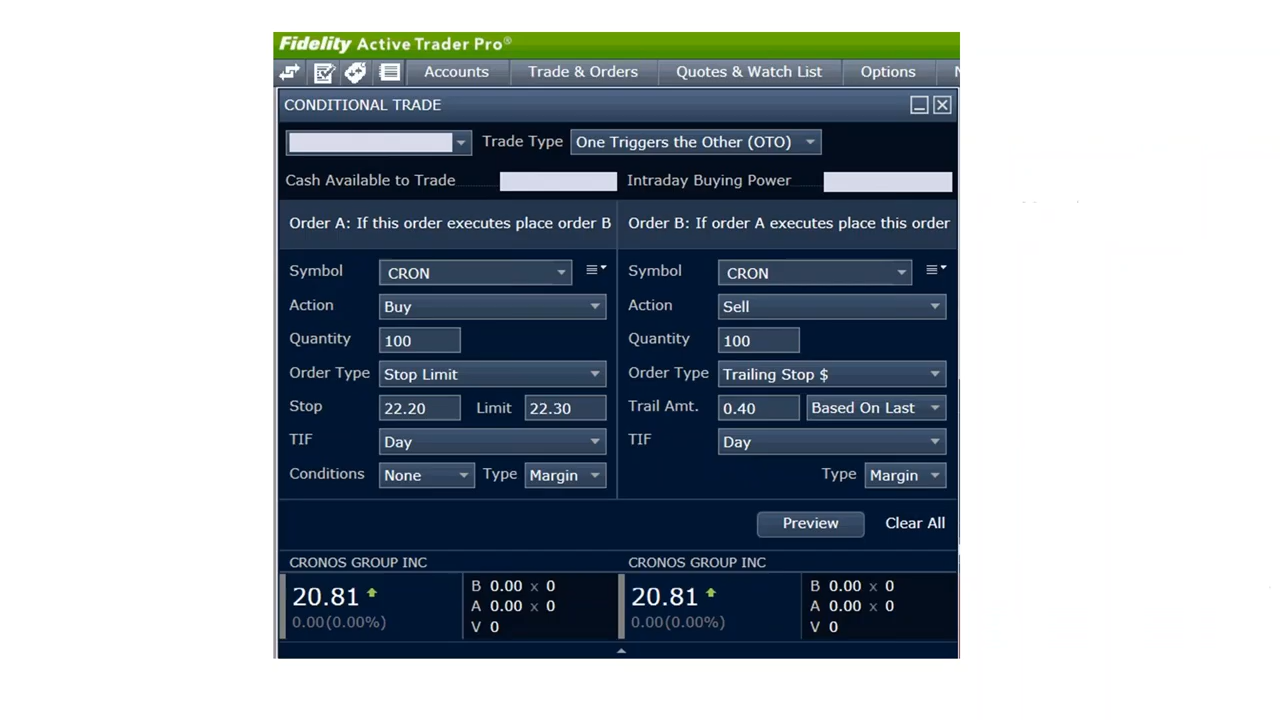 Fidelity Active Trader Pro®
Accounts Trade & Orders Quotes & Watch List Options
CONDITIONAL TRADE
Trade Type One Triggers the Other (OTO)
Cash Available to Trade Intraday Buying Power
Order A: If this order executes place order B Order B: If order A executes place this order
Symbol CRON Symbol CRON
Action Buy Action Sell
Quantity 100 Quantity 100
Order Type Stop Limit Order Type Trailing Stop $
Stop 22.20 Limit 22.30 Trail Amt. 0.40 Based On Last
TIF Day TIF Day
Conditions None Type Margin Type Margin
Preview Clear All
CRONOS GROUP INC CRONOS GROUP INC
20.81 B 0.00 x 0 20.81 B 0.00 x 0
A 0.00 x 0 A 0.00 x 0
0.00(0.00%) V 0 0.00(0.00%) V 0